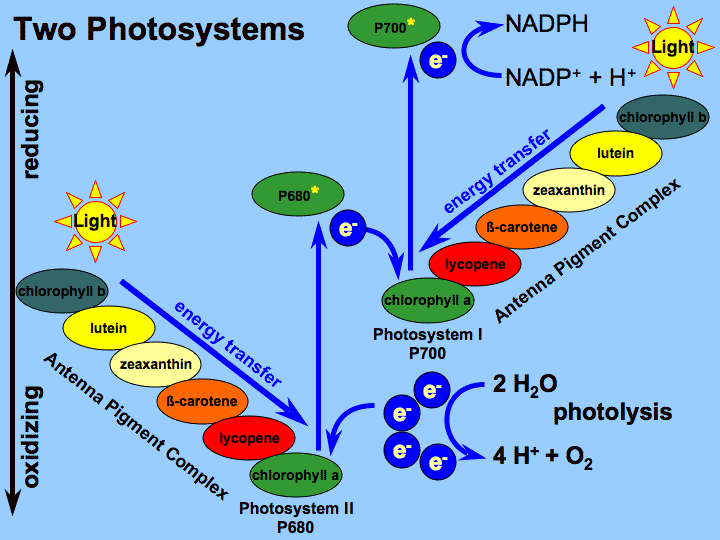 Two Photosystems
P700*
e-
NADPH
NADP+ + H+
Light
reducing
oxidizing
chlorophyll b
lutein
zeaxanthin
ß-carotene
lycopene
chlorophyll a
energy transfer
Antenna Pigment Complex
Photosystem I
P700
P680*
e-
Light
chlorophyll b
lutein
zeaxanthin
ß-carotene
lycopene
chlorophyll a
energy transfer
Antenna Pigment Complex
Photosystem II
P680
e-
e-
e-
e-
2 H₂O
photolysis
4 H+ + O₂